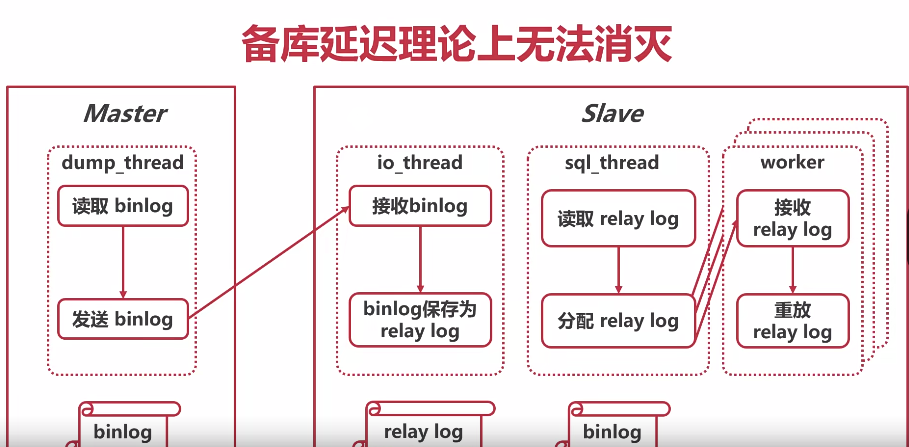 备库延迟理论上无法消灭
Master
dump_thread
读取 binlog
发送 binlog
binlog
Slave
io_thread
接收binlog
binlog保存为
relay log
relay log
sql_thread
读取 relay log
分配 relay log
binlog
worker
接收
relay log
重放
relay log